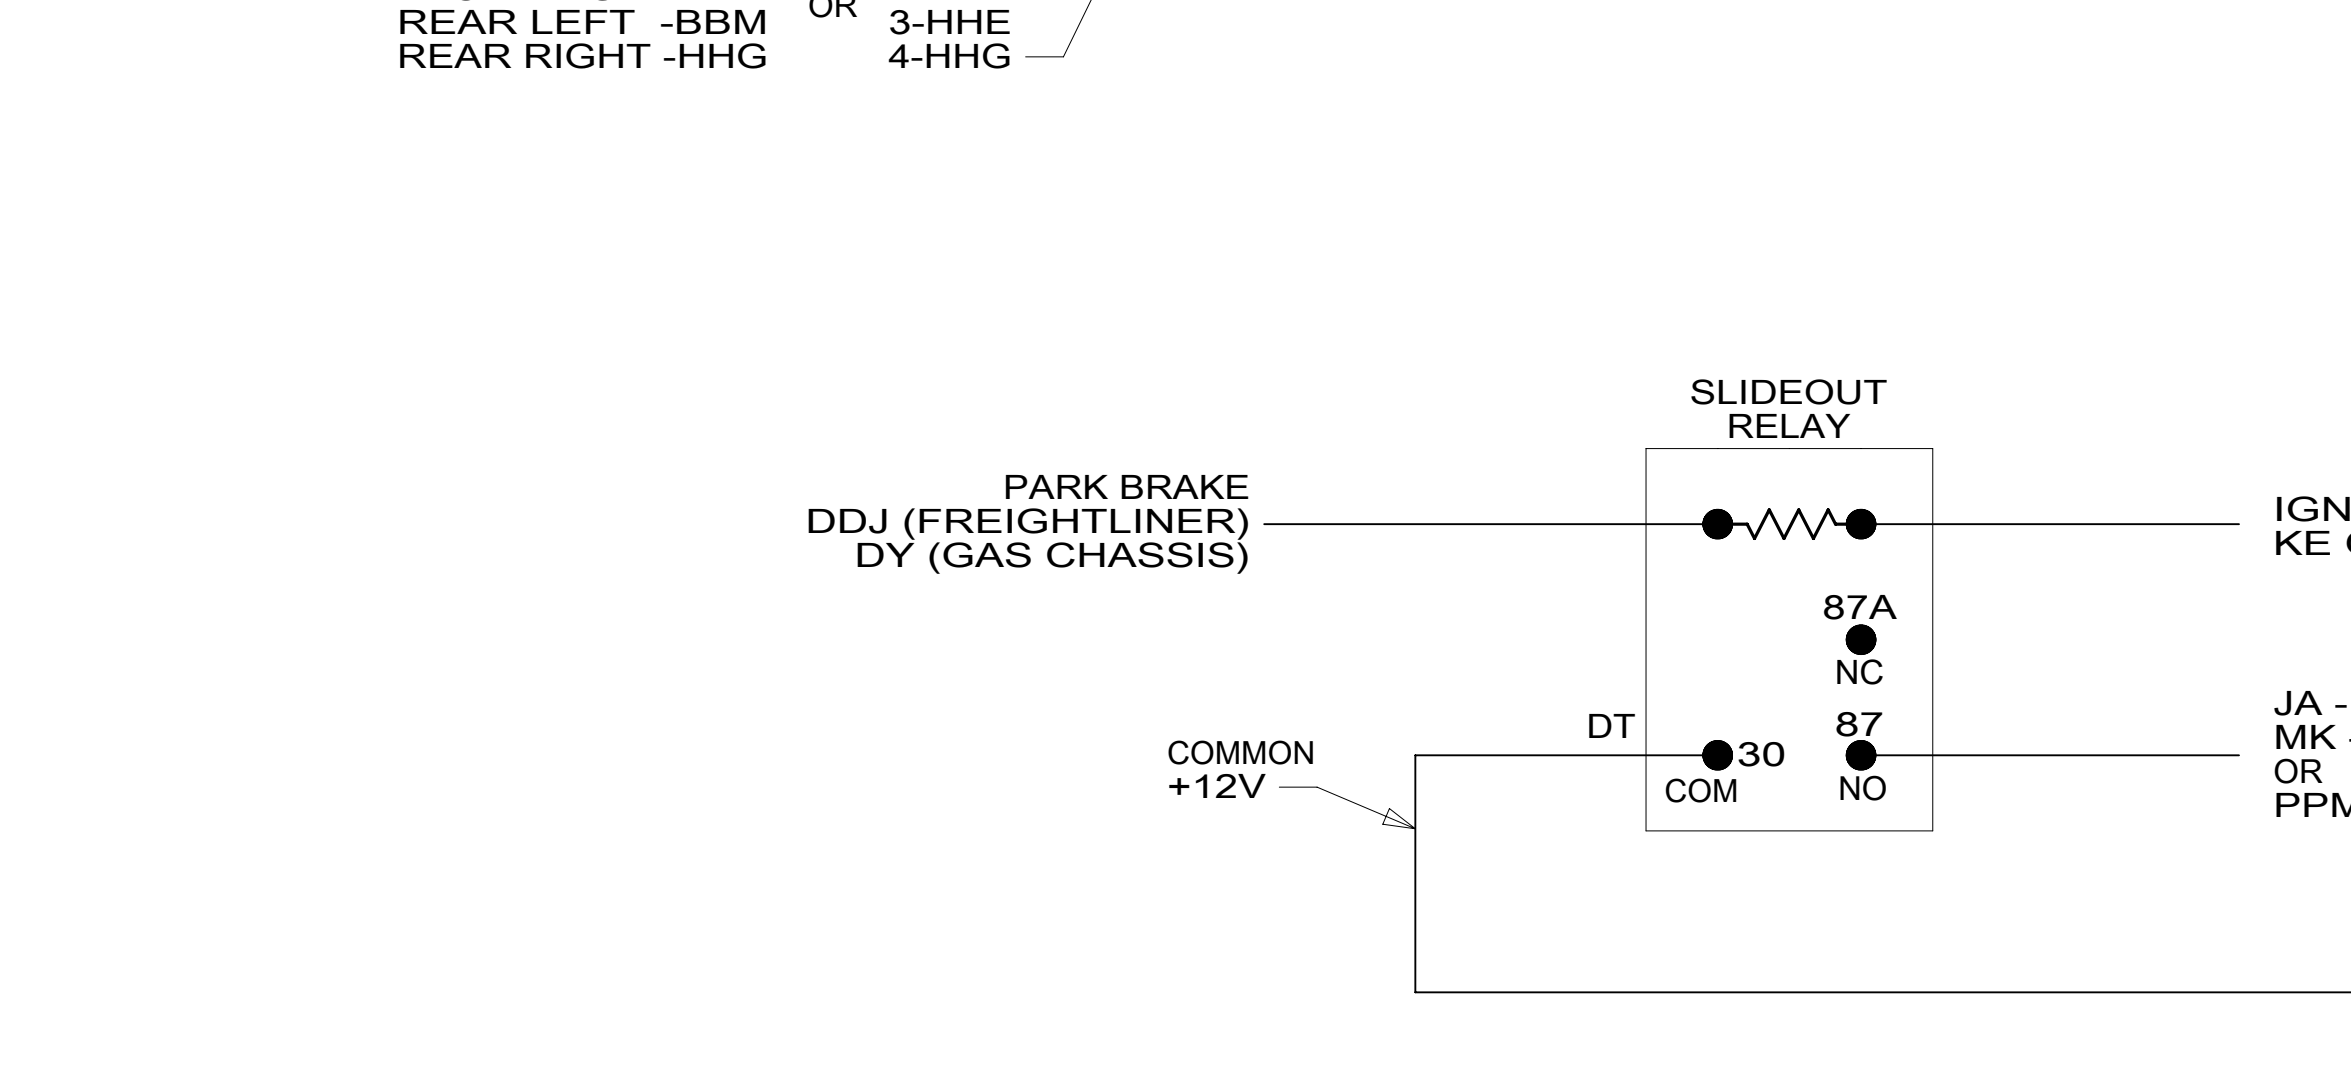 OR
REAR LEFT -BBM 3-HHE
REAR RIGHT -HHG 4-HHG
SLIDEOUT
RELAY
PARK BRAKE
DDJ (FREIGHTLINER)
DY (GAS CHASSIS)
IGN
KE
87A
NC
DT
87
30
COM
NO
COMMON
+12V
JA -
MK -
OR
PPM